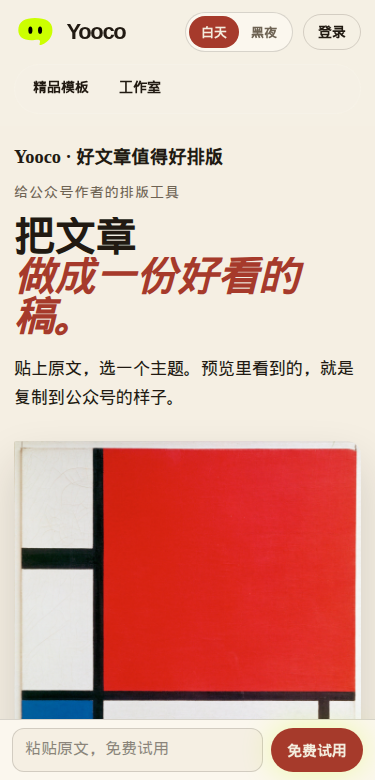 Yooco
白天
黑夜
登录
精品模板
工作室
Yooco · 好文章值得好排版
给公众号作者的排版工具
把文章
做成一份好看的
稿。
贴上原文，选一个主题。预览里看到的，就是
复制到公众号的样子。
粘贴原文，免费试用
免费试用